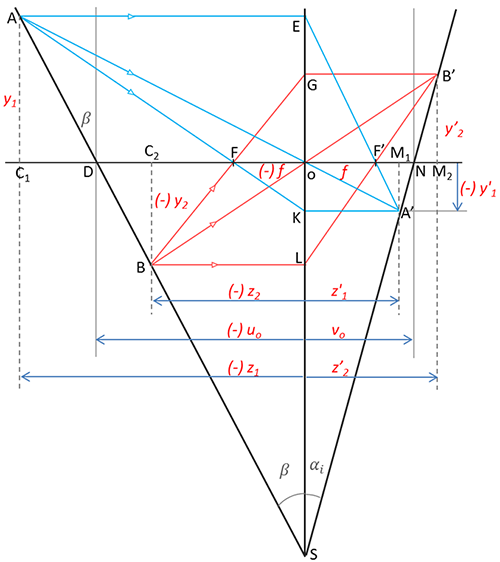 A
E
G
B′
y₁
β
y′₂
C₂
F
F′
M₁
C₁
D
(-) f
o
f
N
M₂
(-) y₂
(-) y′₁
K
A′
B
L
(-) z₂
z′₁
(-) uₒ
vₒ
(-) z₁
z′₂
β
αᵢ
S